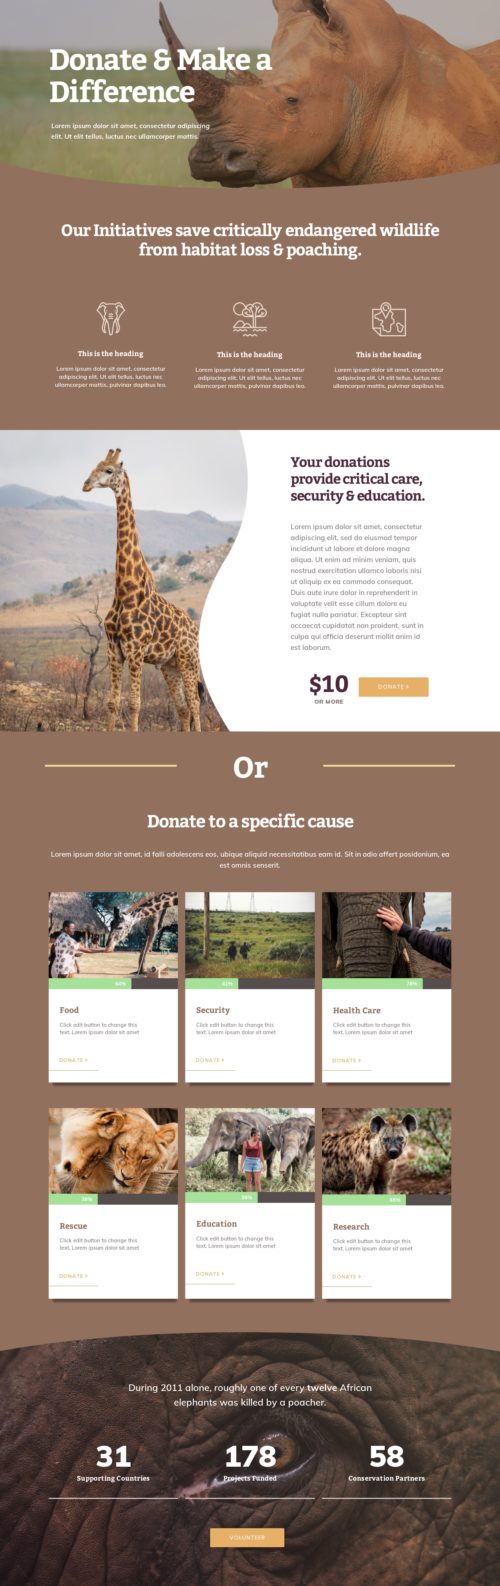 Donate & Make a
Difference
Lorem ipsum dolor sit amet, consectetur adipiscing
elit. Ut elit tellus, luctus nec ullamcorper mattis.
Our Initiatives save critically endangered wildlife
from habitat loss & poaching.
This is the heading
Lorem ipsum dolor sit amet, consectetur
adipiscing elit. Ut elit tellus, luctus nec
ullamcorper mattis, pulvinar dapibus leo.
This is the heading
Lorem ipsum dolor sit amet, consectetur
adipiscing elit. Ut elit tellus, luctus nec
ullamcorper mattis, pulvinar dapibus leo.
This is the heading
Lorem ipsum dolor sit amet, consectetur
adipiscing elit. Ut elit tellus, luctus nec
ullamcorper mattis, pulvinar dapibus leo.
Your donations
provide critical care,
security & education.
Lorem ipsum dolor sit amet, consectetur
adipiscing elit, sed do eiusmod tempor
incididunt ut labore et dolore magna
aliqua. Ut enim ad minim veniam, quis
nostrud exercitation ullamco laboris nisi
ut aliquip ex ea commodo consequat.
Duis aute irure dolor in reprehenderit in
voluptate velit esse cillum dolore eu
fugiat nulla pariatur. Excepteur sint
occaecat cupidatat non proident, sunt in
culpa qui officia deserunt mollit anim id
est laborum.
$10
OR MORE
DONATE >
Or
Donate to a specific cause
Lorem ipsum dolor sit amet, id falli adolescens eos, ubique aliquid necessitatibus eam id. Sit in odio affert posidonium, ea
est omnis senserit.
64%
Food
Click edit button to change this
text. Lorem ipsum dolor sit amet
DONATE >
41%
Security
Click edit button to change this
text. Lorem ipsum dolor sit amet
DONATE >
78%
Health Care
Click edit button to change this
text. Lorem ipsum dolor sit amet
DONATE >
38%
Rescue
Click edit button to change this
text. Lorem ipsum dolor sit amet
DONATE >
56%
Education
Click edit button to change this
text. Lorem ipsum dolor sit amet
DONATE >
Research
Click edit button to change this
text. Lorem ipsum dolor sit amet
DONATE >
During 2011 alone, roughly one of every twelve African
elephants was killed by a poacher.
31
Supporting Countries
178
Projects Funded
58
Conservation Partners
VOLUNTEER